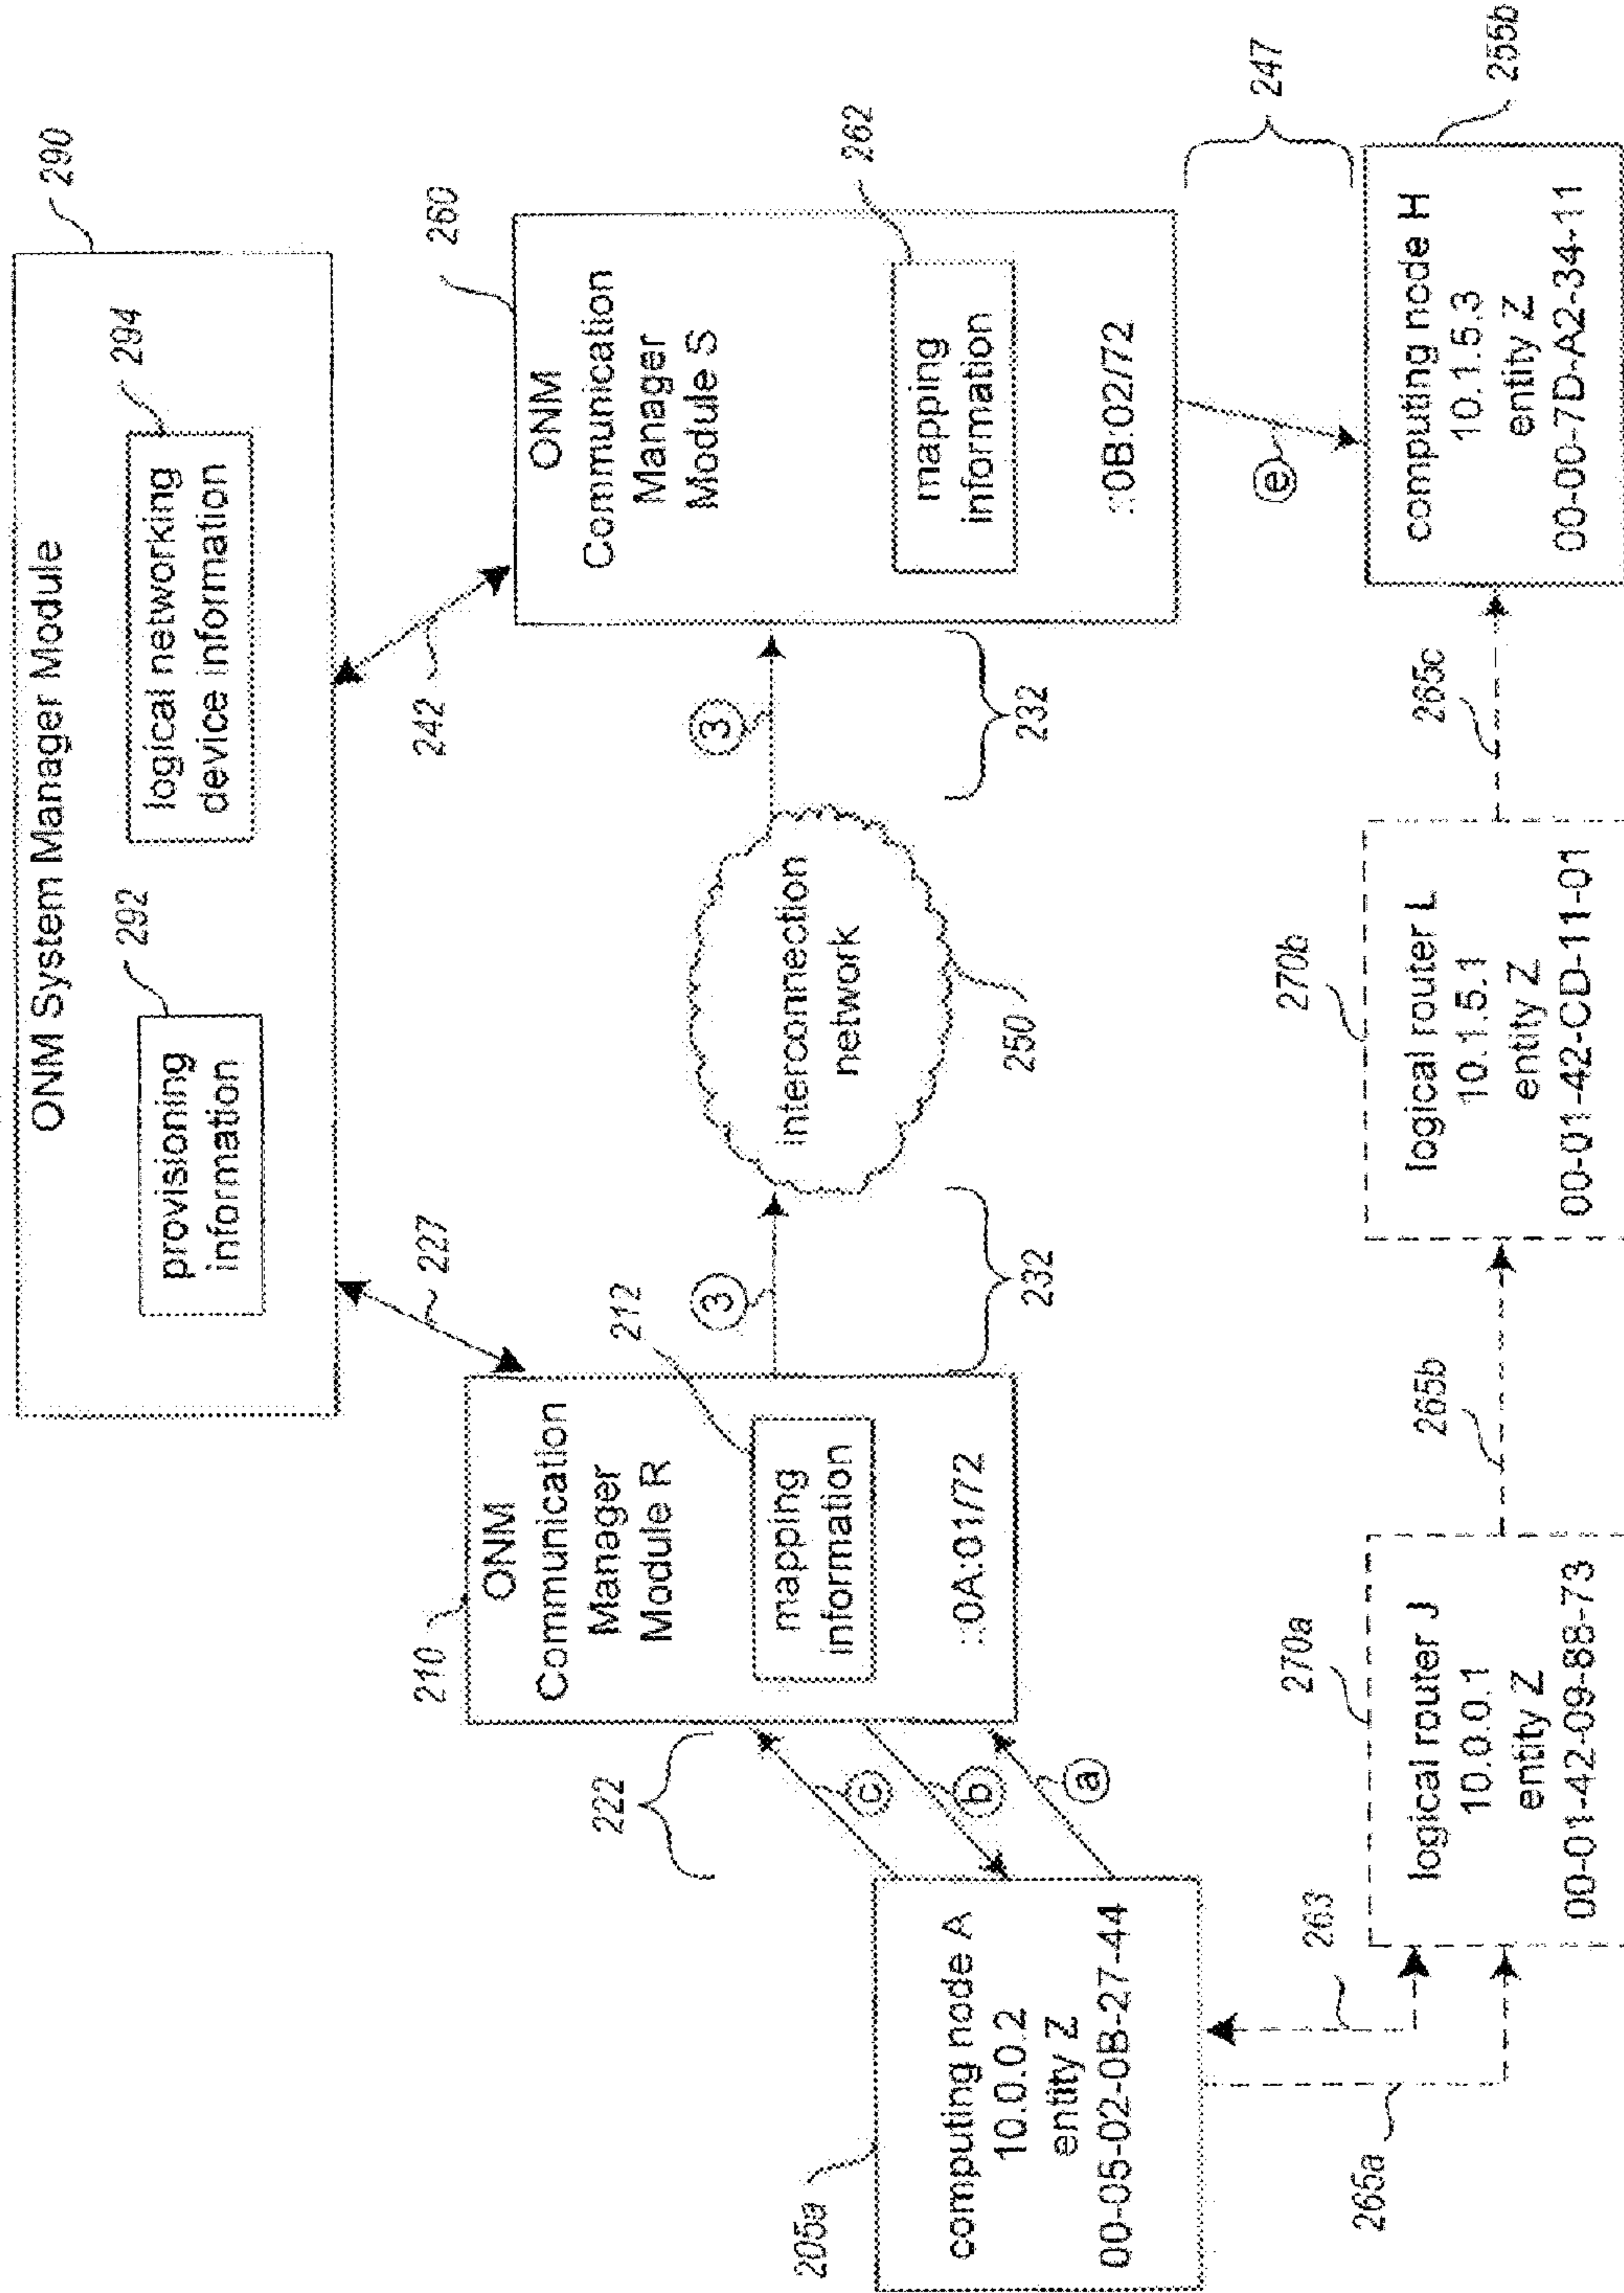 ONM System Manager Module
290
292
provisioning
information
294
logical networking
device information
227
242
210
ONM
Communication
Manager
Module R
212
mapping
information
::0A:01/72
3
232
interconnection
network
250
3
232
260
ONM
Communication
Manager
Module S
262
mapping
information
::0B:02/72
222
c
b
a
e
247
205a
computing node A
10.0.0.2
entity Z
00-05-02-0B-27-44
263
265a
270a
logical router J
10.0.0.1
entity Z
00-01-42-09-88-73
265b
270b
logical router L
10.1.5.1
entity Z
00-01-42-CD-11-01
265c
255b
computing node H
10.1.5.3
entity Z
00-00-7D-A2-34-11